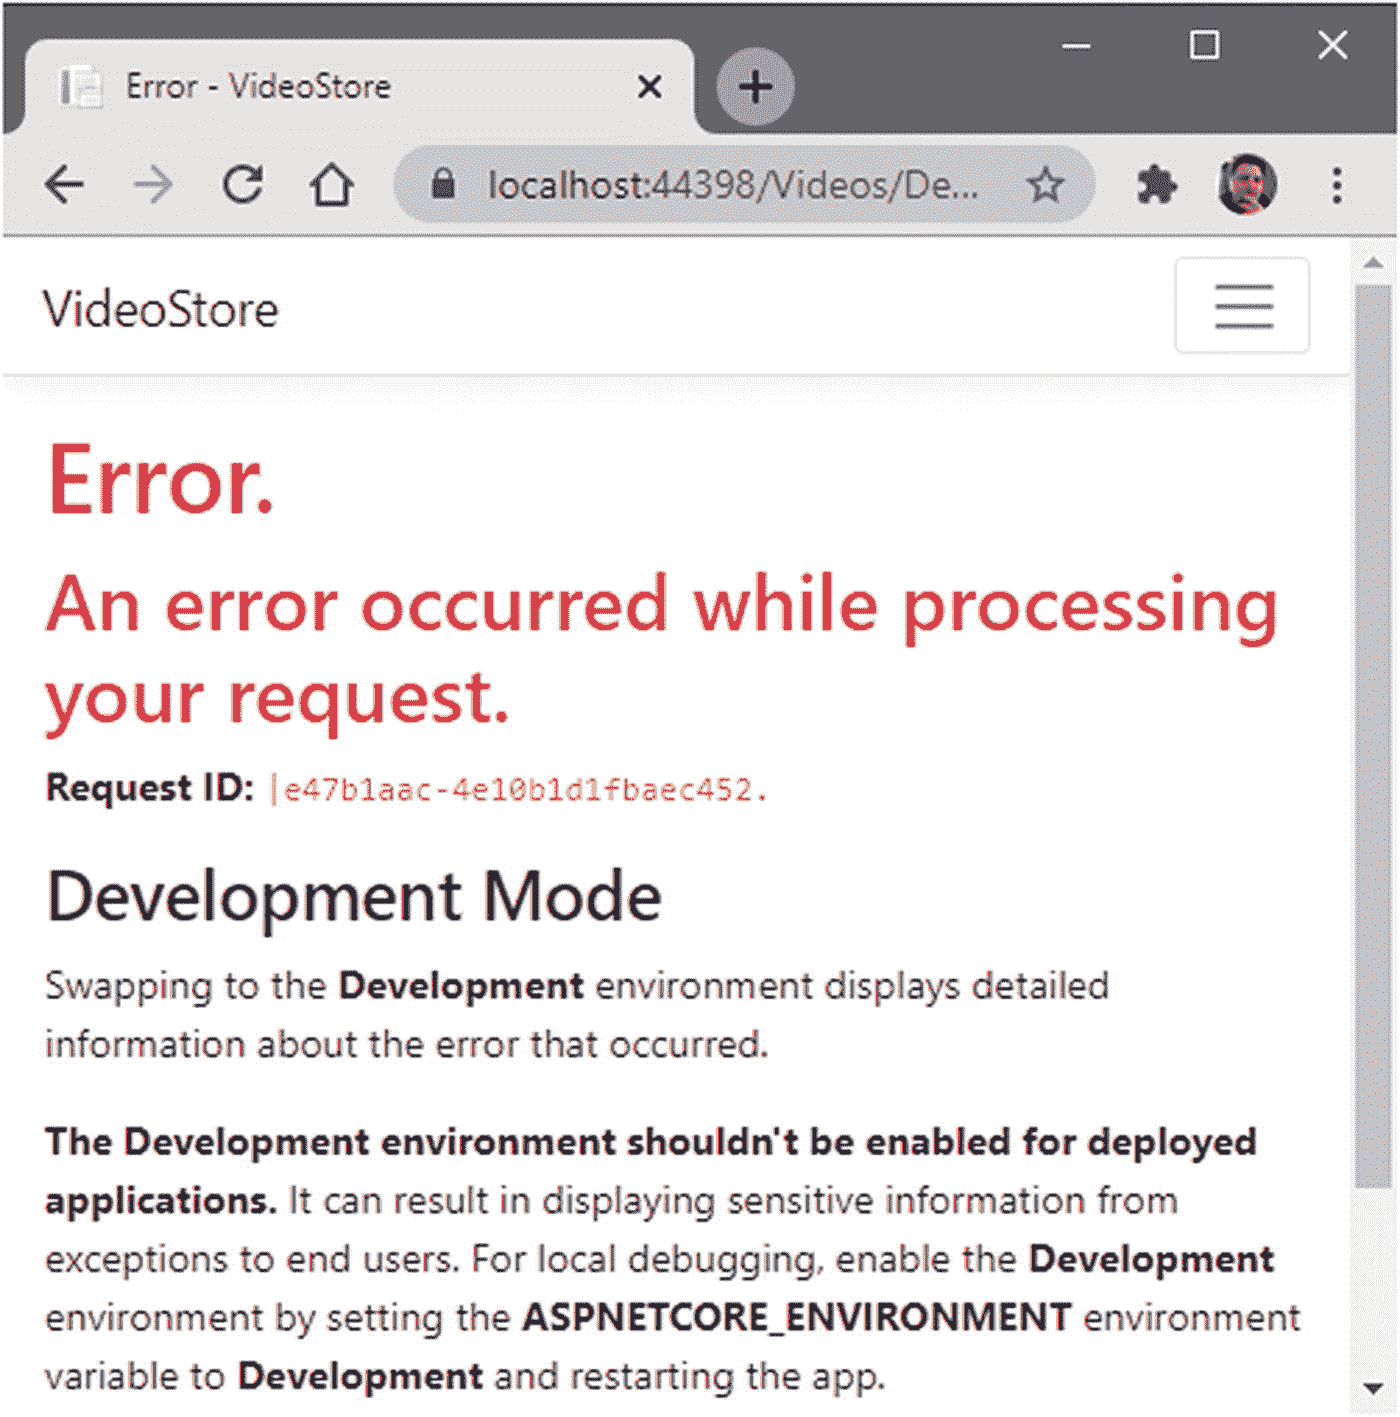 Error - VideoStore
localhost:44398/Videos/De...
VideoStore
Error.
An error occurred while processing
your request.
Request ID: |e47b1aac-4e10b1d1fbaec452.
Development Mode
Swapping to the Development environment displays detailed
information about the error that occurred.
The Development environment shouldn't be enabled for deployed
applications. It can result in displaying sensitive information from
exceptions to end users. For local debugging, enable the Development
environment by setting the ASPNETCORE_ENVIRONMENT environment
variable to Development and restarting the app.